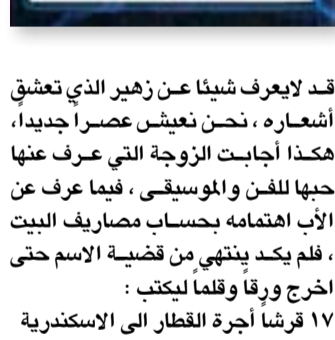 قد لايعرف شيئا عن زهير الذي تعشق
أشعاره ، نحن نعيش عصراً جديداً،
هكذا أجابت الزوجة التي عرف عنها
حبها للفن والموسيقى ، فيما عرف عن
الأب اهتمامه بحساب مصاريف البيت
، فلم يكد ينتهي من قضية الاسم حتى
اخرج ورقاً وقلماً ليكتب :
١٧ قرشاً أجرة القطار الى الاسكندرية